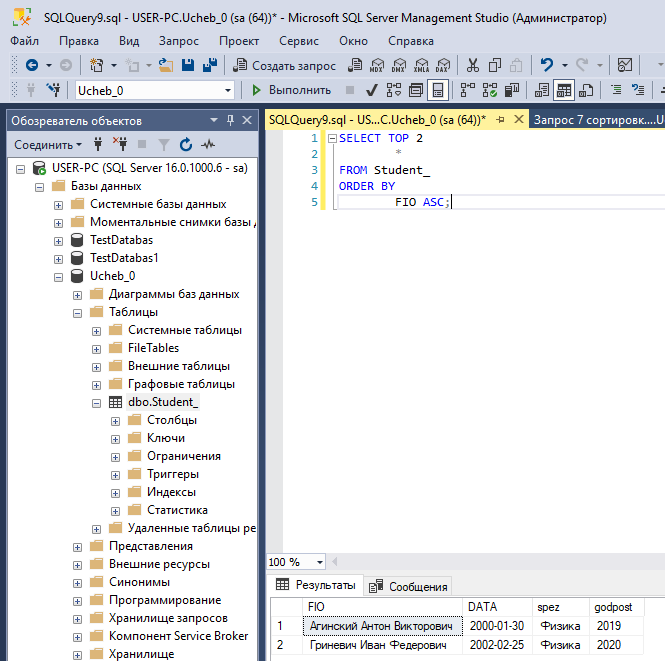 SQLQuery9.sql - USER-PC.Ucheb_0 (sa (64))* - Microsoft SQL Server Management Studio (Администратор)
Файл Правка Вид Запрос Проект Сервис Окно Справка
Создать запрос MDX DMX XMLA DAX
Ucheb_0 Выполнить
Обозреватель объектов
Соединить
USER-PC (SQL Server 16.0.1000.6 - sa)
Базы данных
Системные базы данных
Моментальные снимки базы д
TestDatabas
TestDatabas1
Ucheb_0
Диаграммы баз данных
Таблицы
Системные таблицы
FileTables
Внешние таблицы
Графовые таблицы
dbo.Student_
Столбцы
Ключи
Ограничения
Триггеры
Индексы
Статистика
Удаленные таблицы ре
Представления
Внешние ресурсы
Синонимы
Программирование
Хранилище запросов
Компонент Service Broker
Хранилище
SQLQuery9.sql - US...C.Ucheb_0 (sa (64))* Запрос 7 сортировк....U
1 SELECT TOP 2
2 *
3 FROM Student_
4 ORDER BY
5 FIO ASC;
100 %
Результаты Сообщения
FIO DATA spez godpost
1 Агинский Антон Викторович 2000-01-30 Физика 2019
2 Гриневич Иван Федерович 2002-02-25 Физика 2020